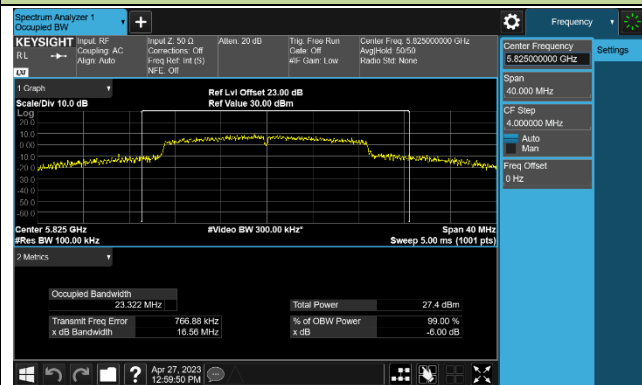 Spectrum Analyzer 1
Occupied BW
Frequency
KEYSIGHT
RL
LXI
Input: RF
Coupling: AC
Align: Auto
Input Z: 50 Ω
Corrections: Off
Freq Ref: Int (S)
NFE: Off
Atten: 20 dB
Trig: Free Run
Gate: Off
#IF Gain: Low
Center Freq: 5.825000000 GHz
Avg|Hold: 50/50
Radio Std: None
Center Frequency
5.825000000 GHz
Settings
Span
40.000 MHz
CF Step
4.000000 MHz
Auto
Man
Freq Offset
0 Hz
1 Graph
Scale/Div 10.0 dB
Ref Lvl Offset 23.00 dB
Ref Value 30.00 dBm
Log
20.0
10.0
0.00
-10.0
-20.0
-30.0
-40.0
-50.0
-60.0
Center 5.825 GHz
#Res BW 100.00 kHz
#Video BW 300.00 kHz*
Span 40 MHz
Sweep 5.00 ms (1001 pts)
2 Metrics
Occupied Bandwidth
23.322 MHz
Total Power 27.4 dBm
Transmit Freq Error 766.88 kHz
% of OBW Power 99.00 %
x dB Bandwidth 16.56 MHz
x dB -6.00 dB
?
Apr 27, 2023
12:59:50 PM